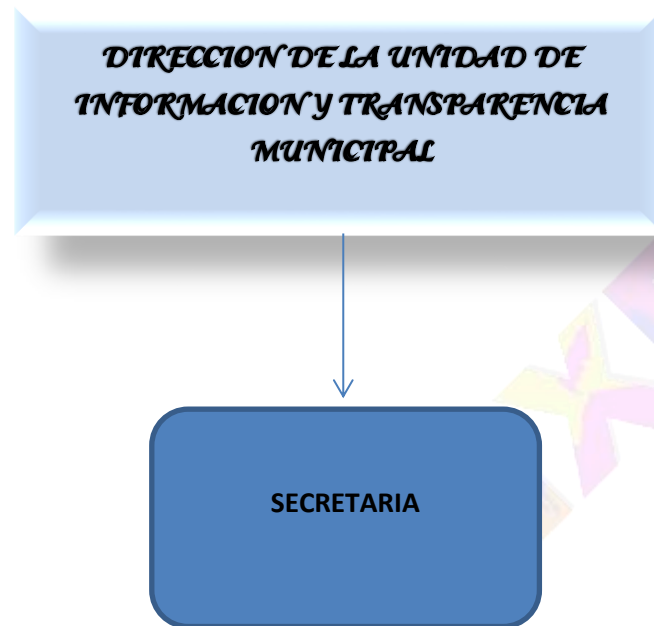 DIRECCION DE LA UNIDAD DE
INFORMACION Y TRANSPARENCIA
MUNICIPAL
SECRETARIA